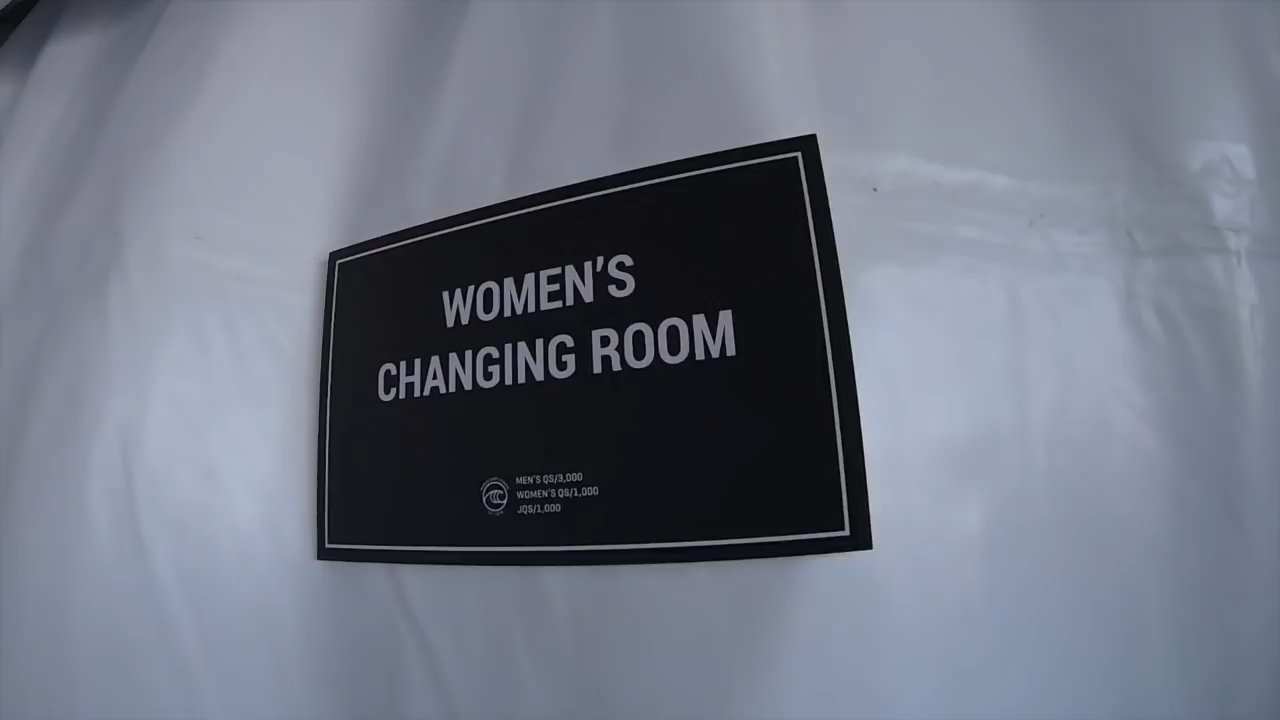 WOMEN'S
CHANGING ROOM
MEN'S QS/3,000
WOMEN'S QS/1,000
JQS/1,000